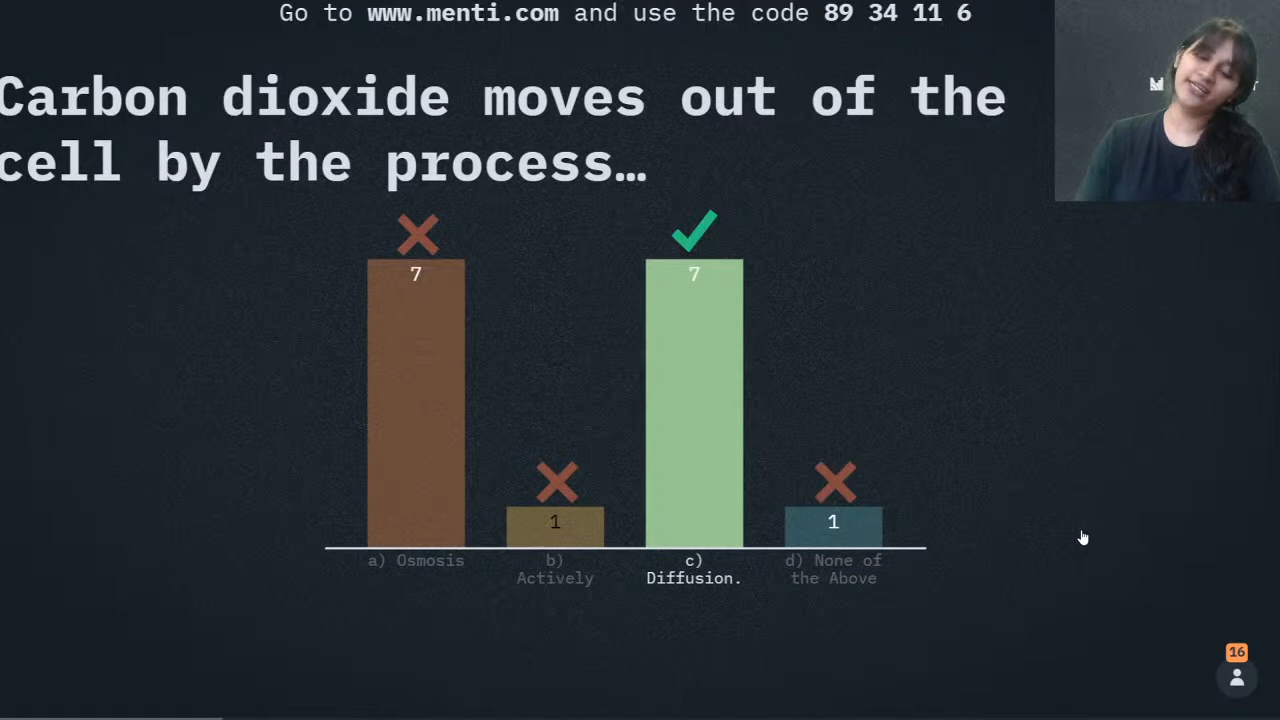 Go to www.menti.com and use the code 89 34 11 6
Carbon dioxide moves out of the
cell by the process…
7
1
7
1
a) Osmosis
b)
Actively
c)
Diffusion.
d) None of
the Above
16